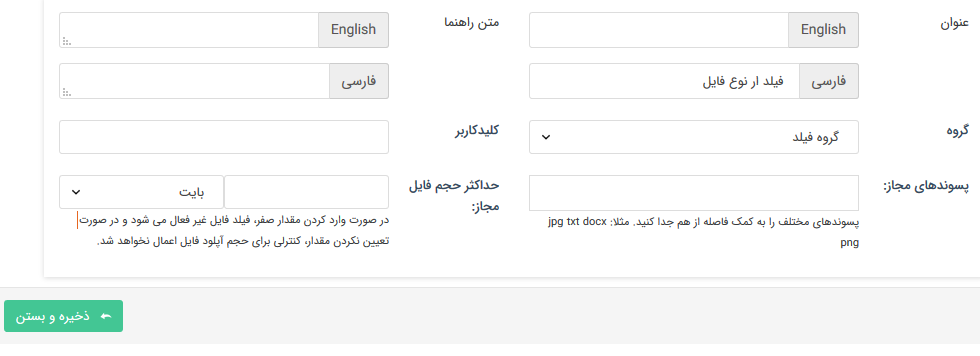 عنوان
English
متن راهنما
English
فارسی
فیلد ار نوع فایل
فارسی
گروه
گروه فیلد
کلیدکاربر
پسوندهای مجاز:
پسوندهای مختلف را به کمک فاصله از هم جدا کنید. مثلا: jpg txt docx
png
حداکثر حجم فایل
مجاز:
بایت
در صورت وارد کردن مقدار صفر، فیلد فایل غیر فعال می شود و در صورت
تعیین نکردن مقدار، کنترلی برای حجم آپلود فایل اعمال نخواهد شد.
ذخیره و بستن